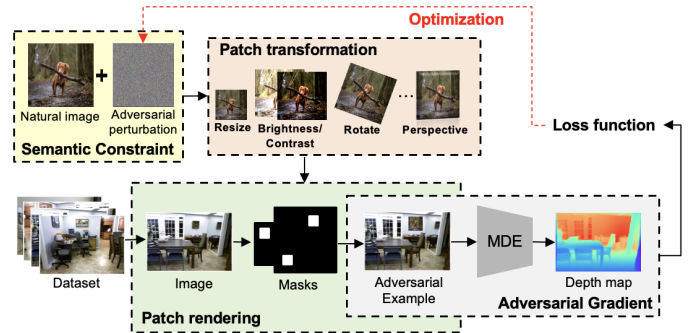 Optimization
Patch transformation
+
Natural image
Adversarial
perturbation
Semantic Constraint
Resize
Brightness/
Contrast
Rotate
...
Perspective
Loss function
Dataset
Image
Masks
Patch rendering
Adversarial
Example
MDE
Depth map
Adversarial Gradient